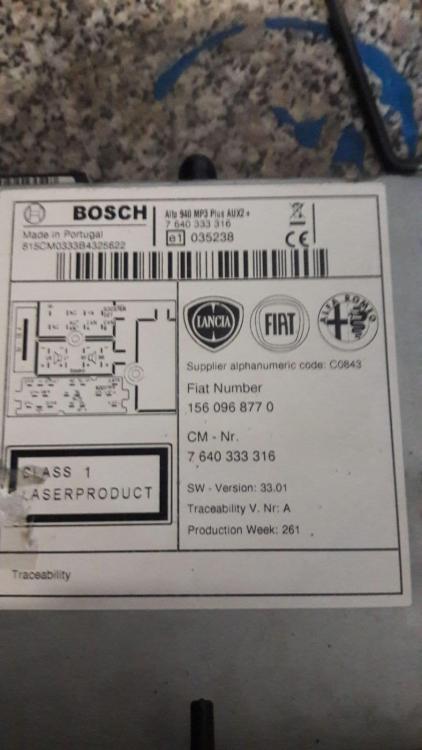 BOSCH
Alfa 940 MP3 Plus AUX2+
7 640 333 316
Made in Portugal
815CM0333B4325622
e1 035238
CE
LANCIA
FIAT
ALFA ROMEO
Supplier alphanumeric code: C0843
Fiat Number
156 096 877 0
CM - Nr.
7 640 333 316
CLASS 1
LASERPRODUCT
SW - Version: 33.01
Traceability V. Nr: A
Production Week: 261
Traceability